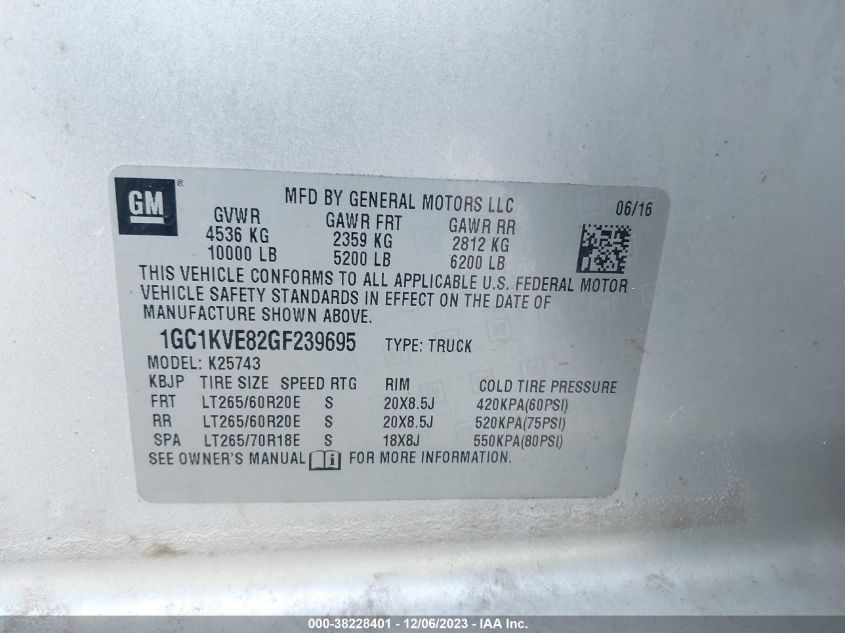 GM ®
MFD BY GENERAL MOTORS LLC 06/16
GVWR GAWR FRT GAWR RR
4536 KG 2359 KG 2812 KG
10000 LB 5200 LB 6200 LB
THIS VEHICLE CONFORMS TO ALL APPLICABLE U.S. FEDERAL MOTOR
VEHICLE SAFETY STANDARDS IN EFFECT ON THE DATE OF
MANUFACTURE SHOWN ABOVE.
1GC1KVE82GF239695 TYPE: TRUCK
MODEL: K25743
KBJP TIRE SIZE SPEED RTG RIM COLD TIRE PRESSURE
FRT LT265/60R20E S 20X8.5J 420KPA(60PSI)
RR LT265/60R20E S 20X8.5J 520KPA(75PSI)
SPA LT265/70R18E S 18X8J 550KPA(80PSI)
SEE OWNER'S MANUAL FOR MORE INFORMATION.
000-38228401 - 12/06/2023 - IAA Inc.